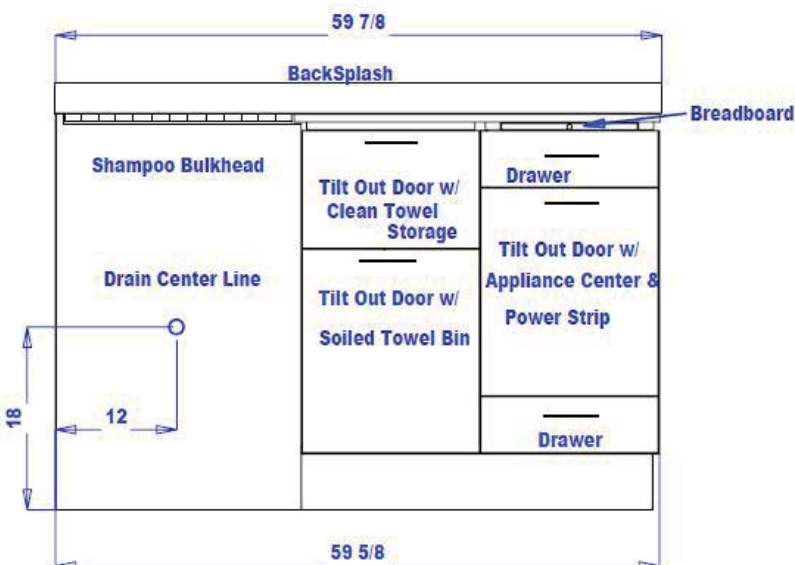 59 7/8
BackSplash
Breadboard
Shampoo Bulkhead
Tilt Out Door w/
Clean Towel
Storage
Drawer
Tilt Out Door w/
Appliance Center &
Power Strip
Drain Center Line
Tilt Out Door w/
Soiled Towel Bin
18
12
Drawer
59 5/8